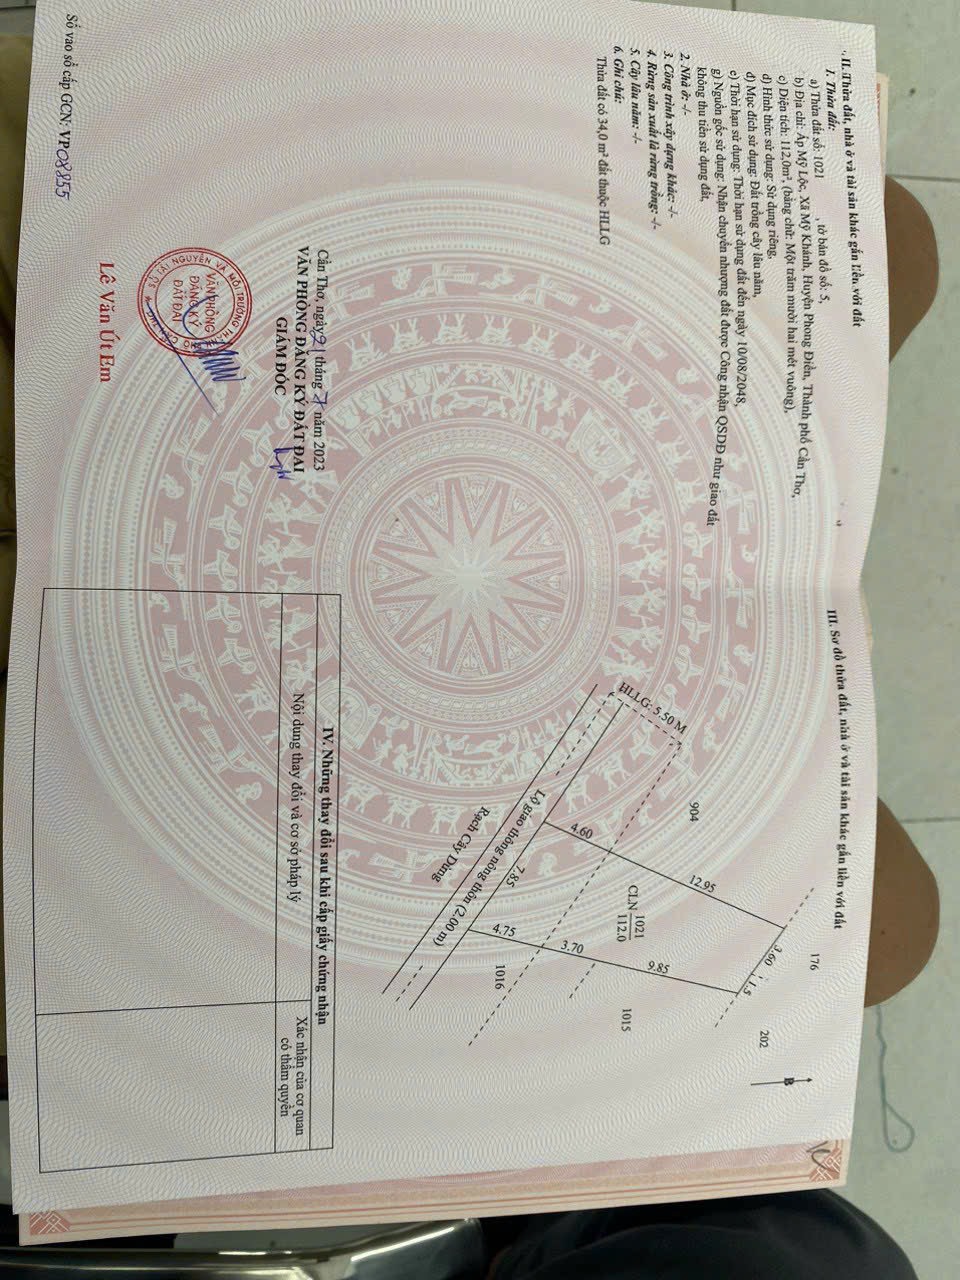 II. Thửa đất, nhà ở và tài sản khác gắn liền với đất
1. Thửa đất:
a) Thửa đất số: 1021 , tờ bản đồ số: 5,
b) Địa chỉ: Ấp Mỹ Lộc, Xã Mỹ Khánh, Huyện Phong Điền, Thành phố Cần Thơ,
c) Diện tích: 112,0m², (bằng chữ: Một trăm mười hai mét vuông),
d) Hình thức sử dụng: Sử dụng riêng,
đ) Mục đích sử dụng: Đất trồng cây lâu năm,
e) Thời hạn sử dụng: Thời hạn sử dụng đất đến ngày 10/08/2048,
g) Nguồn gốc sử dụng: Nhận chuyển nhượng đất được Công nhận QSDĐ như giao đất
không thu tiền sử dụng đất,
2. Nhà ở: -/-
3. Công trình xây dựng khác: -/-
4. Rừng sản xuất là rừng trồng: -/-
5. Cây lâu năm: -/-
6. Ghi chú:
Thửa đất có 34,0 m² đất thuộc HLLG
Cần Thơ, ngày 21 tháng 7 năm 2023
VĂN PHÒNG ĐĂNG KÝ ĐẤT ĐAI
GIÁM ĐỐC
VĂN PHÒNG
ĐĂNG KÝ
ĐẤT ĐAI
Lê Văn Út Em
Số vào sổ cấp GCN: VP08855
III. Sơ đồ thửa đất, nhà ở và tài sản khác gắn liền với đất
176
202
B
3.60
1.5
904
12.95
1021
CLN
112.0
9.85
1015
HLLG: 5.50 M
4.60
3.70
4.75
1016
7.85
Lộ giao thông nông thôn (2.00 m)
Rạch Cây Dừng
IV. Những thay đổi sau khi cấp giấy chứng nhận
Nội dung thay đổi và cơ sở pháp lý
Xác nhận của cơ quan
có thẩm quyền